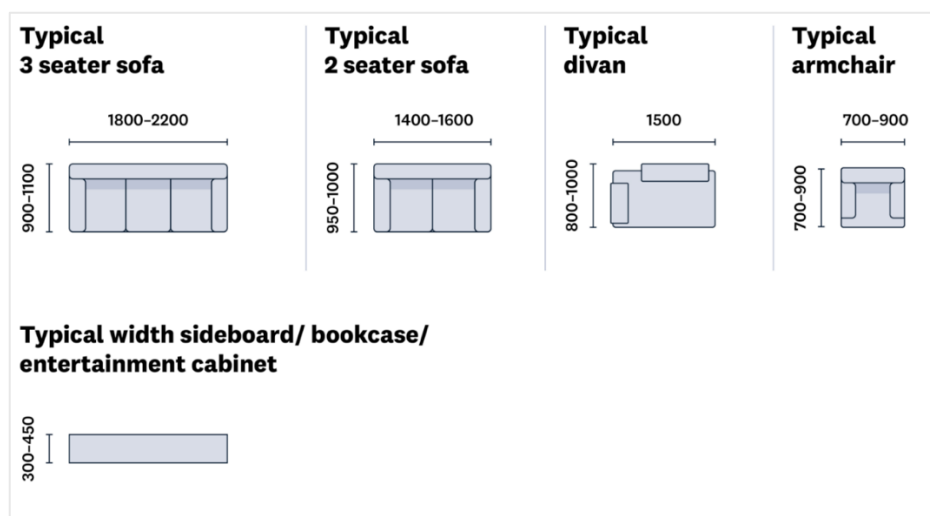 Typical
3 seater sofa
1800–2200
900–1100
Typical
2 seater sofa
1400–1600
950–1000
Typical
divan
1500
800–1000
Typical
armchair
700–900
700–900
Typical width sideboard/ bookcase/
entertainment cabinet
300–450